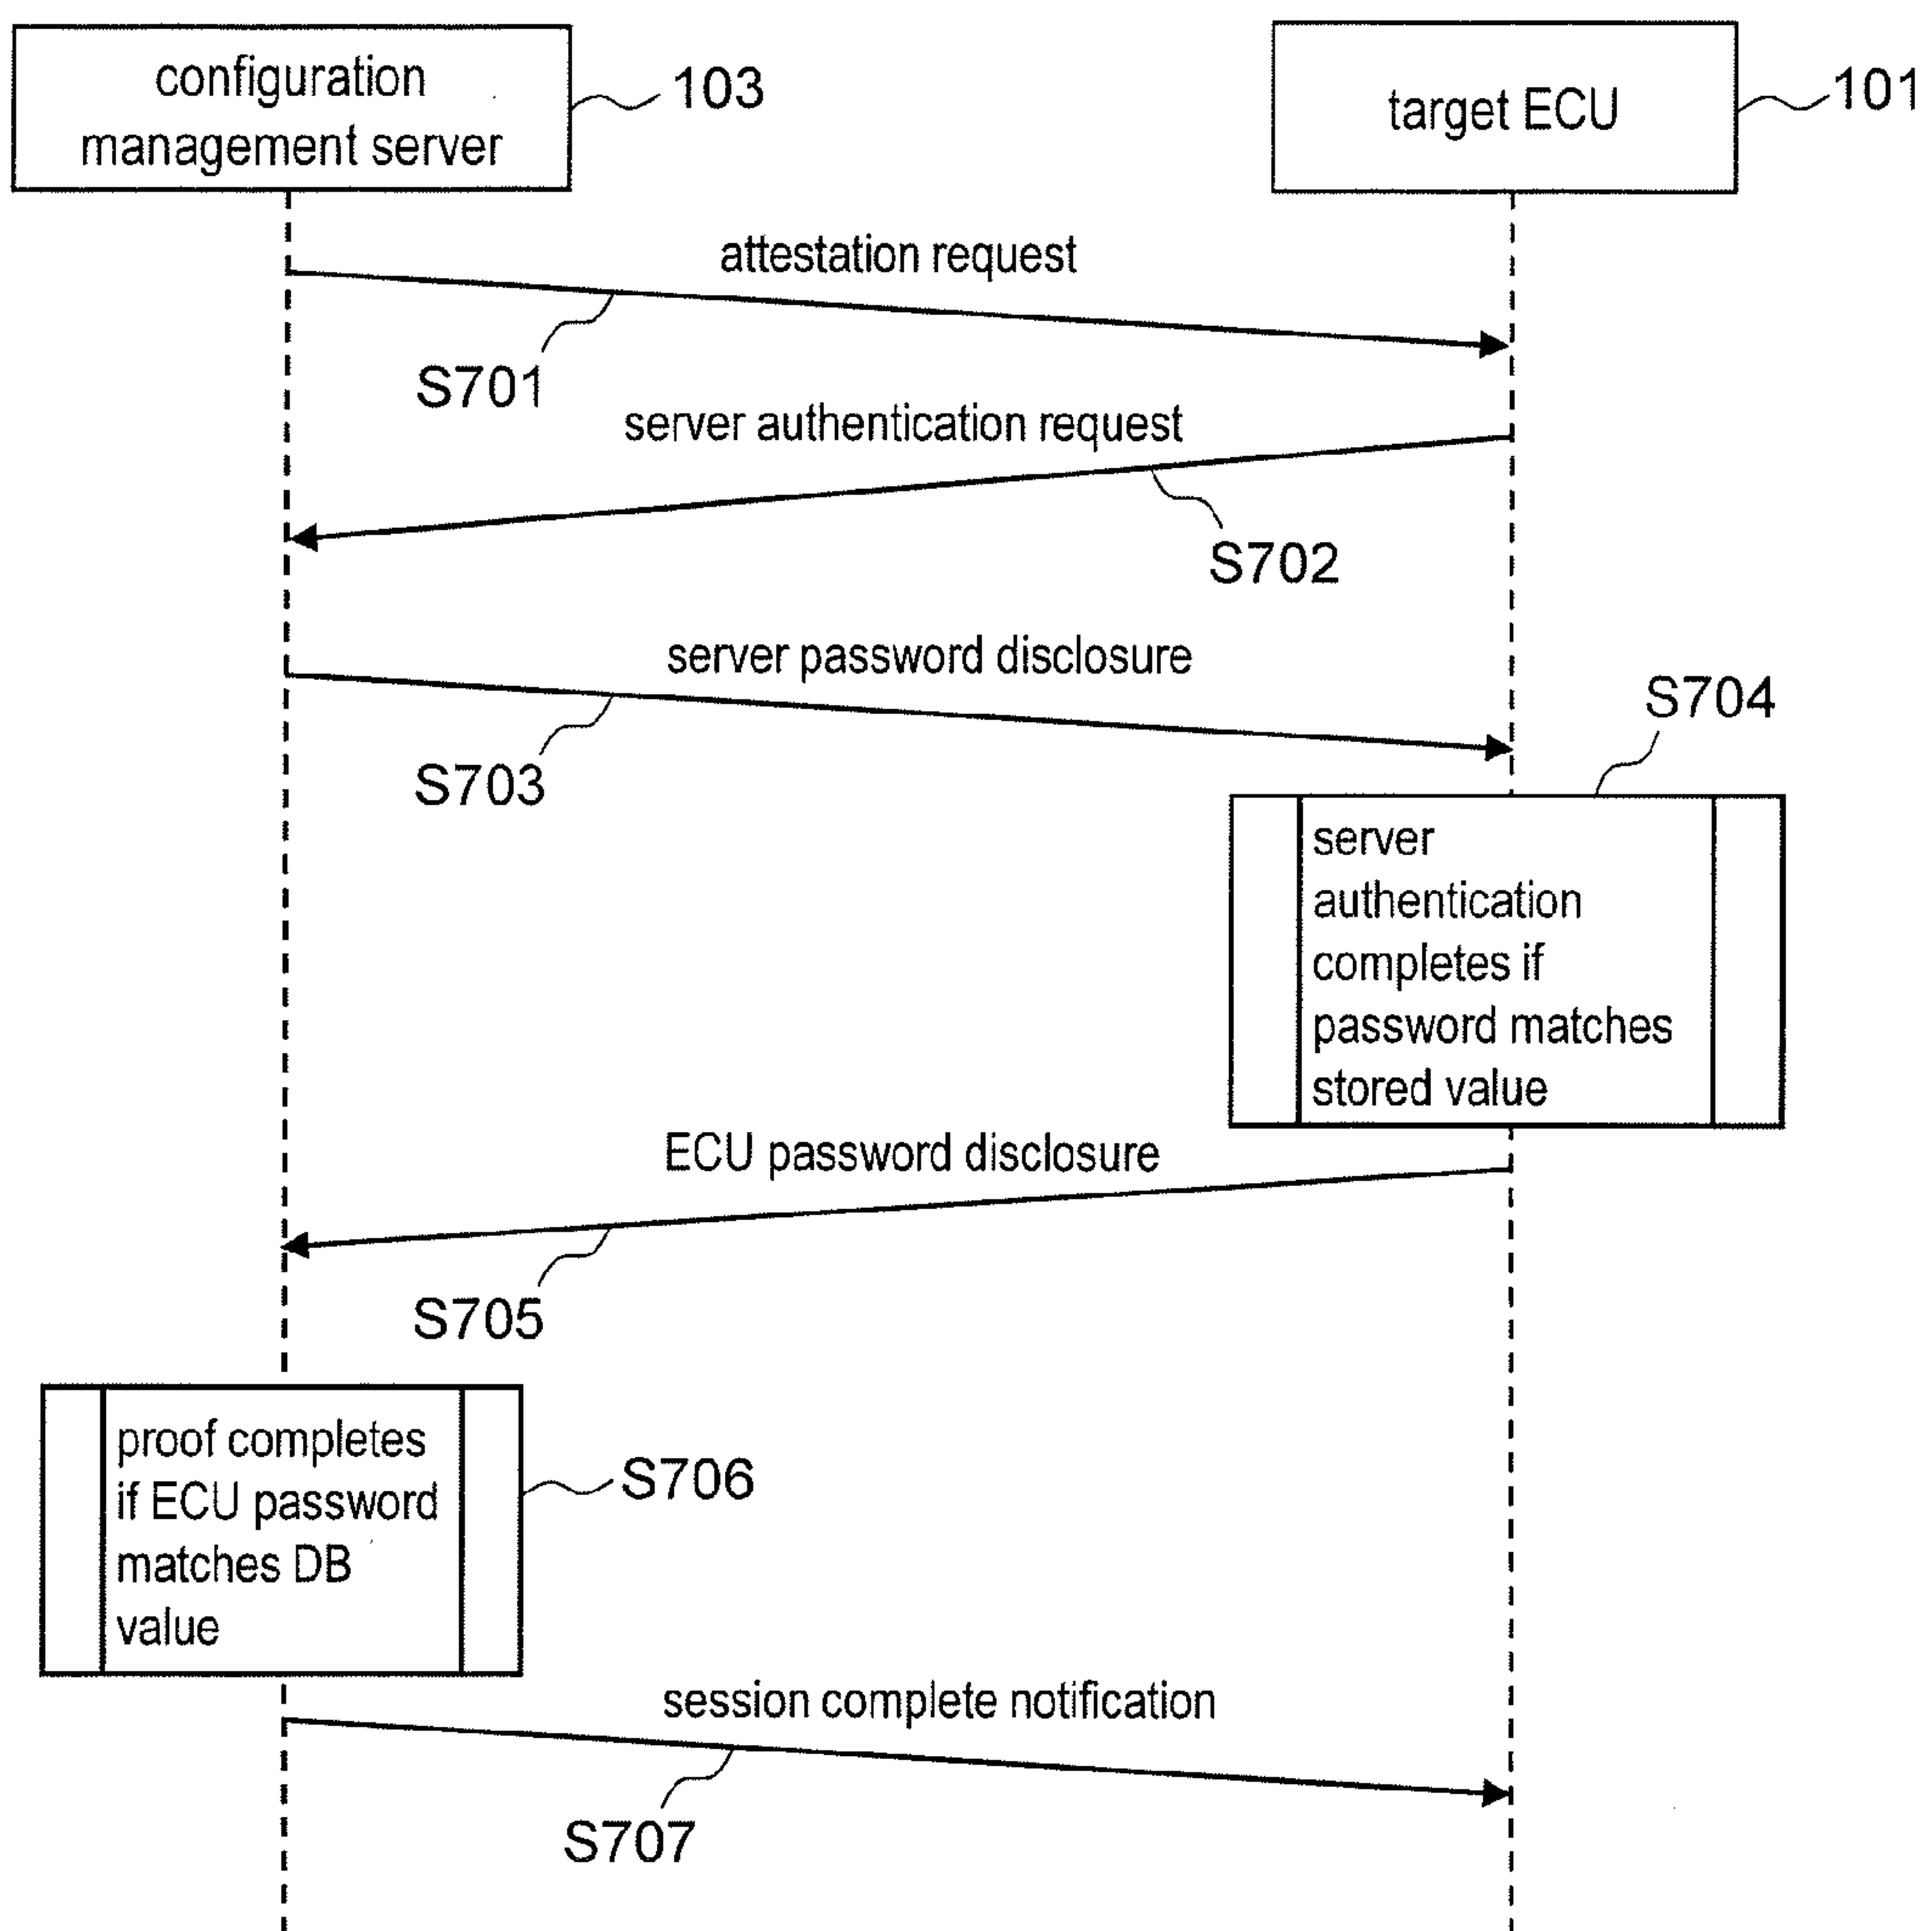 configuration
management server
103
target ECU
101
attestation request
S701
server authentication request
S702
server password disclosure
S703
S704
server
authentication
completes if
password matches
stored value
ECU password disclosure
S705
proof completes
if ECU password
matches DB
value
S706
session complete notification
S707